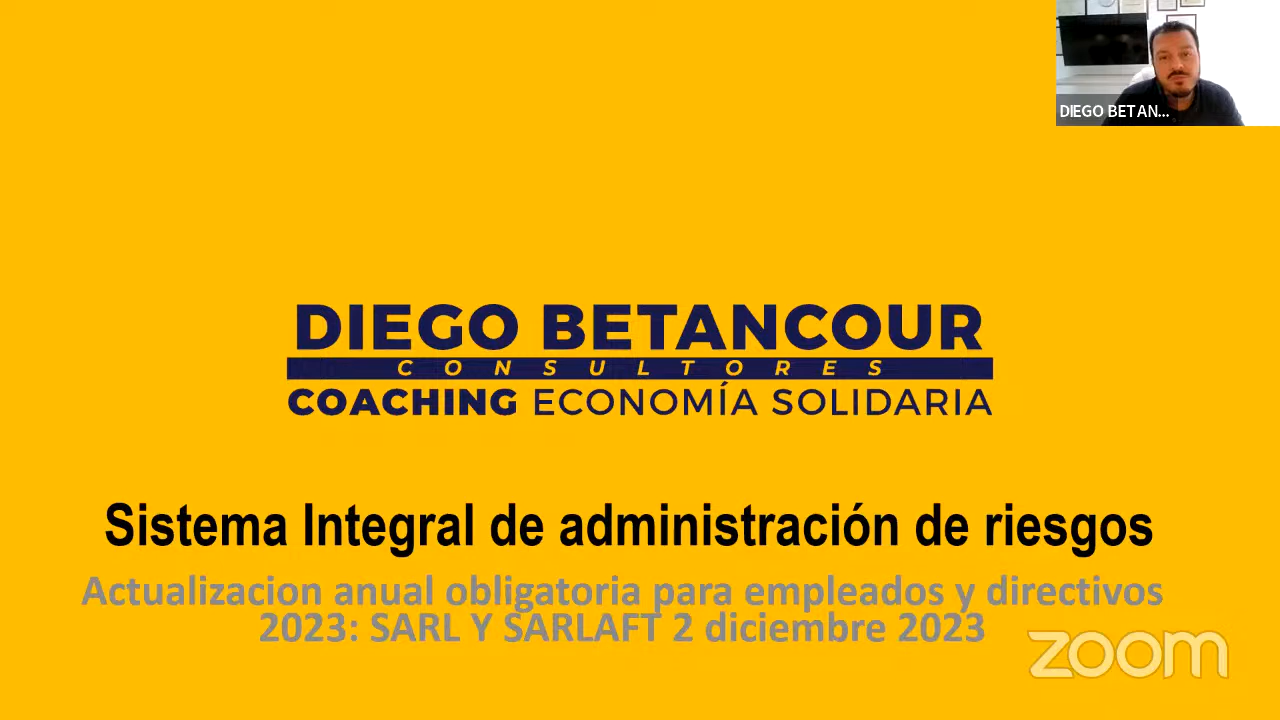 DIEGO BETAN...
DIEGO BETANCOUR
CONSULTORES
COACHING ECONOMÍA SOLIDARIA
Sistema Integral de administración de riesgos
Actualizacion anual obligatoria para empleados y directivos
2023: SARL Y SARLAFT 2 diciembre 2023
zoom